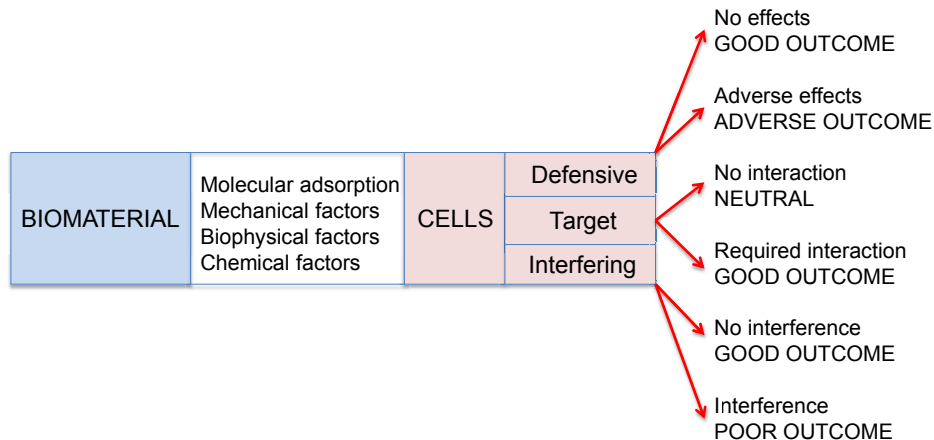 BIOMATERIAL
Molecular adsorption
Mechanical factors
Biophysical factors
Chemical factors
CELLS
Defensive
Target
Interfering
No effects
GOOD OUTCOME
Adverse effects
ADVERSE OUTCOME
No interaction
NEUTRAL
Required interaction
GOOD OUTCOME
No interference
GOOD OUTCOME
Interference
POOR OUTCOME